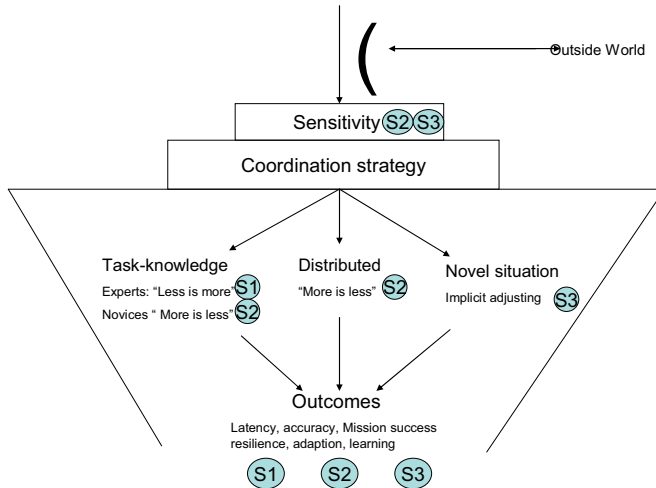 Outside World
Sensitivity S2 S3
Coordination strategy
Task-knowledge
Experts: “Less is more” S1
Novices “ More is less” S2
Distributed
“More is less” S2
Novel situation
Implicit adjusting S3
Outcomes
Latency, accuracy, Mission success
resilience, adaption, learning
S1 S2 S3